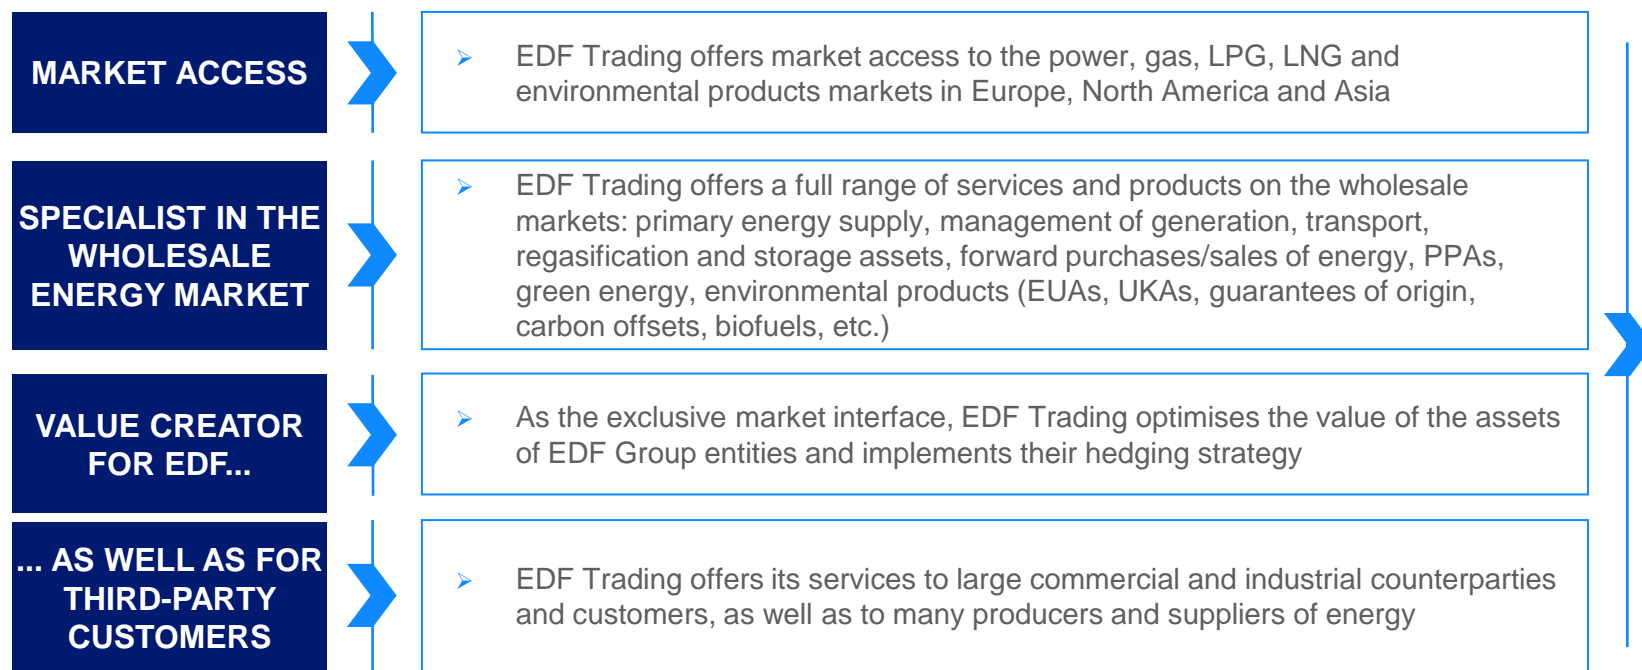 MARKET ACCESS
➢ EDF Trading offers market access to the power, gas, LPG, LNG and
environmental products markets in Europe, North America and Asia
SPECIALIST IN THE
WHOLESALE
ENERGY MARKET
➢ EDF Trading offers a full range of services and products on the wholesale
markets: primary energy supply, management of generation, transport,
regasification and storage assets, forward purchases/sales of energy, PPAs,
green energy, environmental products (EUAs, UKAs, guarantees of origin,
carbon offsets, biofuels, etc.)
VALUE CREATOR
FOR EDF...
➢ As the exclusive market interface, EDF Trading optimises the value of the assets
of EDF Group entities and implements their hedging strategy
... AS WELL AS FOR
THIRD-PARTY
CUSTOMERS
➢ EDF Trading offers its services to large commercial and industrial counterparties
and customers, as well as to many producers and suppliers of energy